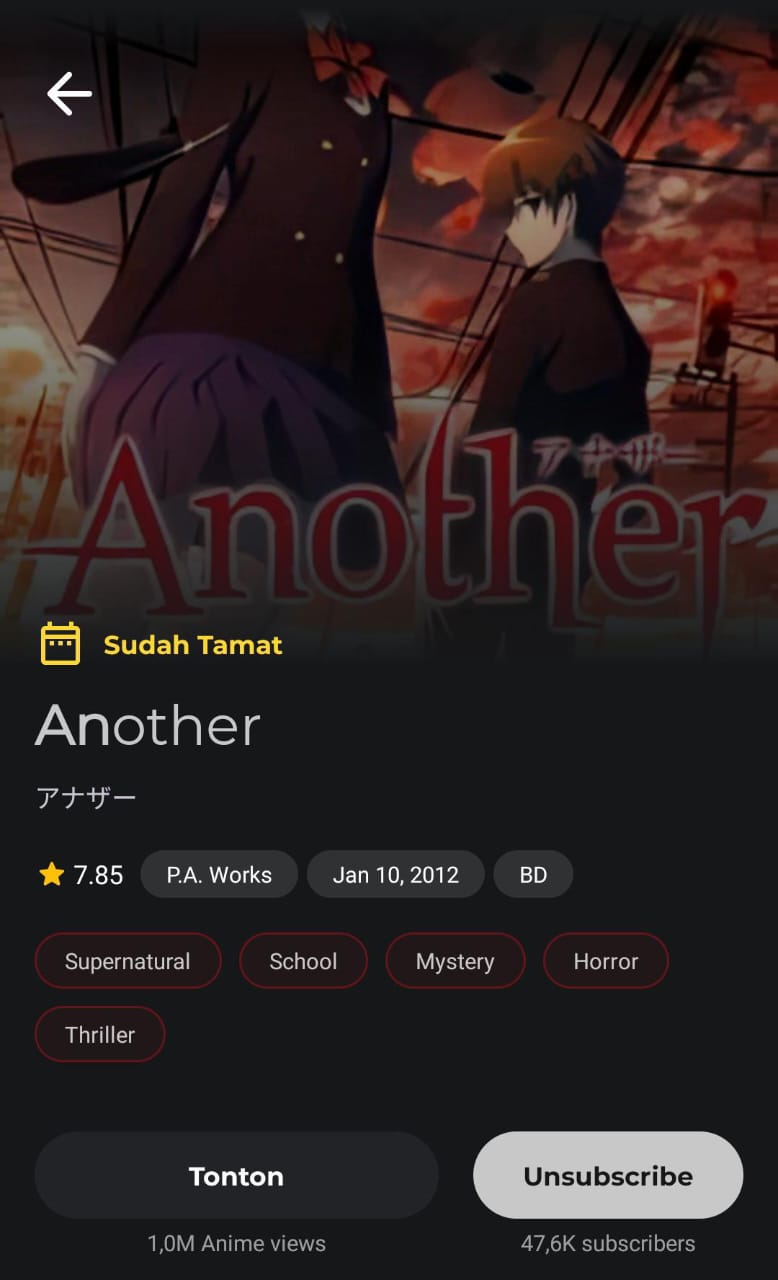 アナザー
Another
Sudah Tamat
Another
アナザー
7.85 P.A. Works Jan 10, 2012 BD
Supernatural School Mystery Horror
Thriller
Tonton Unsubscribe
1,0M Anime views 47,6K subscribers